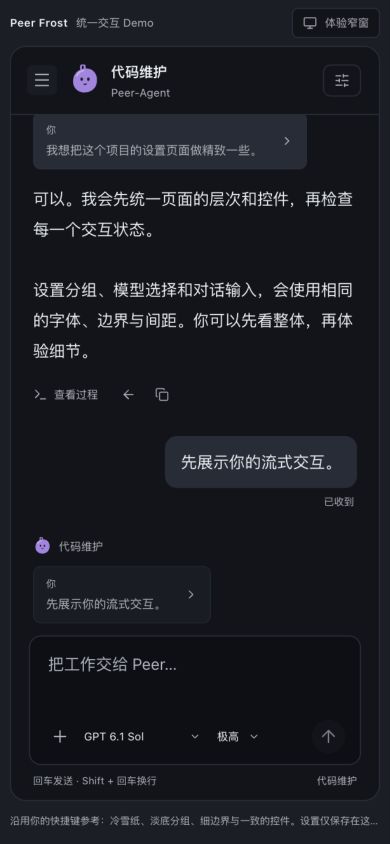 Peer Frost 统一交互 Demo
体验窄窗
代码维护
Peer-Agent
你
我想把这个项目的设置页面做精致一些。
可以。我会先统一页面的层次和控件，再检查
每一个交互状态。
设置分组、模型选择和对话输入，会使用相同
的字体、边界与间距。你可以先看整体，再体
验细节。
查看过程
先展示你的流式交互。
已收到
代码维护
你
先展示你的流式交互。
把工作交给 Peer...
GPT 6.1 Sol
极高
回车发送 · Shift + 回车换行
代码维护
沿用你的快捷键参考：冷雪纸、淡底分组、细边界与一致的控件。设置仅保存在这...